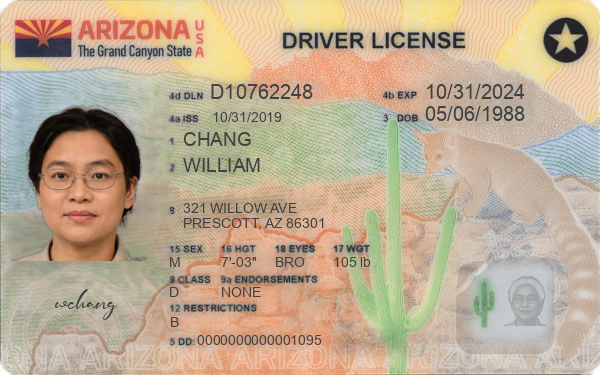 ARIZONA USA
The Grand Canyon State
DRIVER LICENSE
4d DLN D10762248
4b EXP 10/31/2024
4a ISS 10/31/2019
3 DOB 05/06/1988
1 CHANG
2 WILLIAM
8 321 WILLOW AVE
PRESCOTT, AZ 86301
15 SEX 16 HGT 18 EYES 17 WGT
M 7'-03" BRO 105 lb
9 CLASS 9a ENDORSEMENTS
D NONE
12 RESTRICTIONS
B
wchang
5 DD: 0000000000001095
ONA ARIZONA ARIZONA ARIZONA ARIZONA